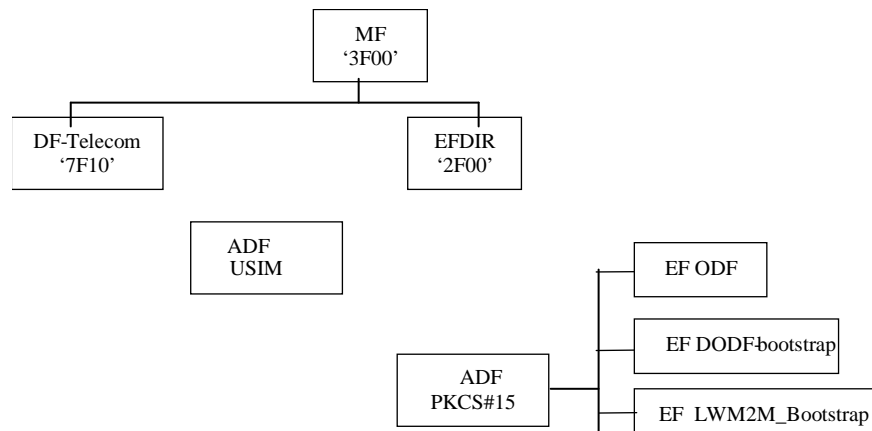 MF
‘3F00’
DF-Telecom
‘7F10’
EFDIR
‘2F00’
ADF
USIM
EF ODF
EF DODF-bootstrap
ADF
PKCS#15
EF LWM2M_Bootstrap